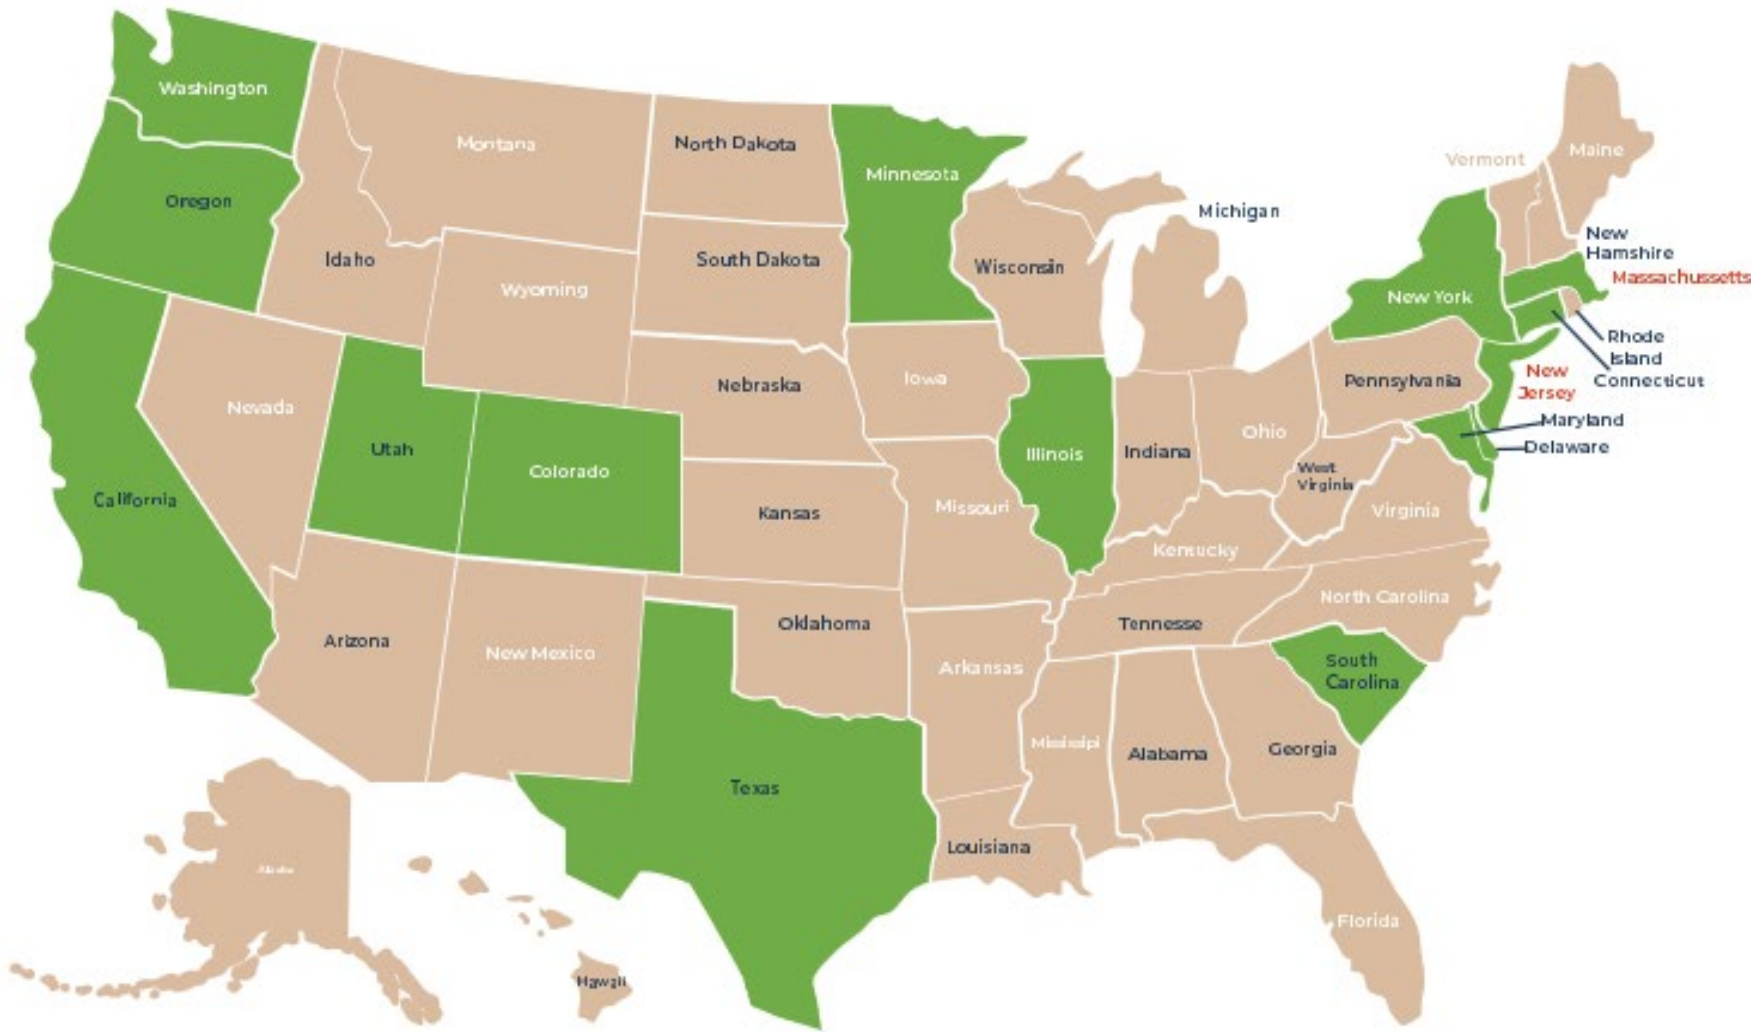 Washington
Montana
North Dakota
Minnesota
Vermont
Maine
Oregon
Michigan
New
Hamshire
Idaho
South Dakota
Wisconsin
Massachussetts
Wyoming
New York
Rhode
Island
Connecticut
Nebraska
Iowa
Pennsylvania
New
Jersey
Nevada
Maryland
Utah
Colorado
Illinois
Indiana
Ohio
Delaware
West
Virginia
California
Kansas
Missouri
Virginia
Kentucky
North Carolina
Arizona
New Mexico
Oklahoma
Tennesse
Arkansas
South
Carolina
Mississipi
Alabama
Georgia
Texas
Louisiana
Alaska
Florida
Hawaii